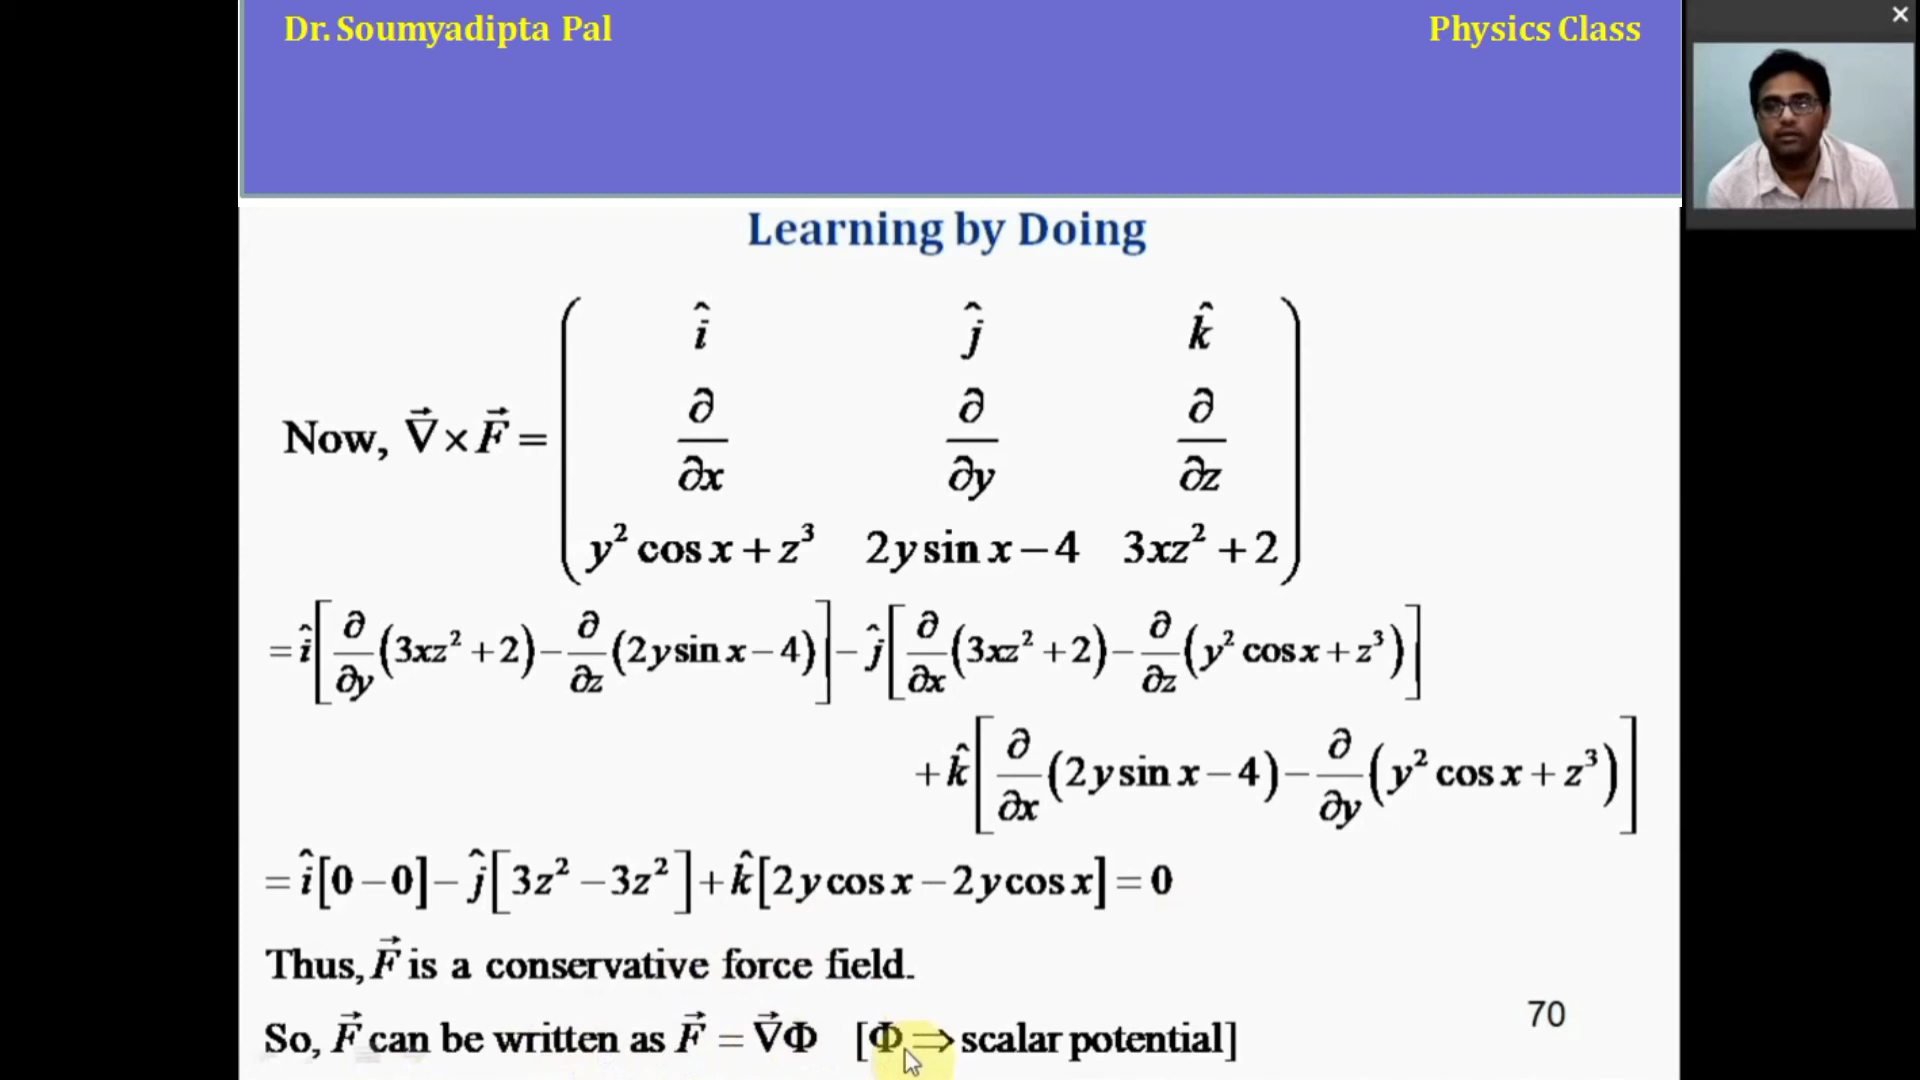 Dr. Soumyadipta Pal
Physics Class
Learning by Doing
î ĵ k̂
∂/∂x ∂/∂y ∂/∂z
Now, ∇⃗ × F⃗ =
y² cos x + z³ 2y sin x − 4 3xz² + 2
= î[∂/∂y (3xz² + 2) − ∂/∂z (2y sin x − 4)] − ĵ[∂/∂x (3xz² + 2) − ∂/∂z (y² cos x + z³)]
+ k̂[∂/∂x (2y sin x − 4) − ∂/∂y (y² cos x + z³)]
= î[0 − 0] − ĵ[3z² − 3z²] + k̂[2y cos x − 2y cos x] = 0
Thus, F⃗ is a conservative force field.
So, F⃗ can be written as F⃗ = ∇⃗Φ [Φ ⇒ scalar potential]
70